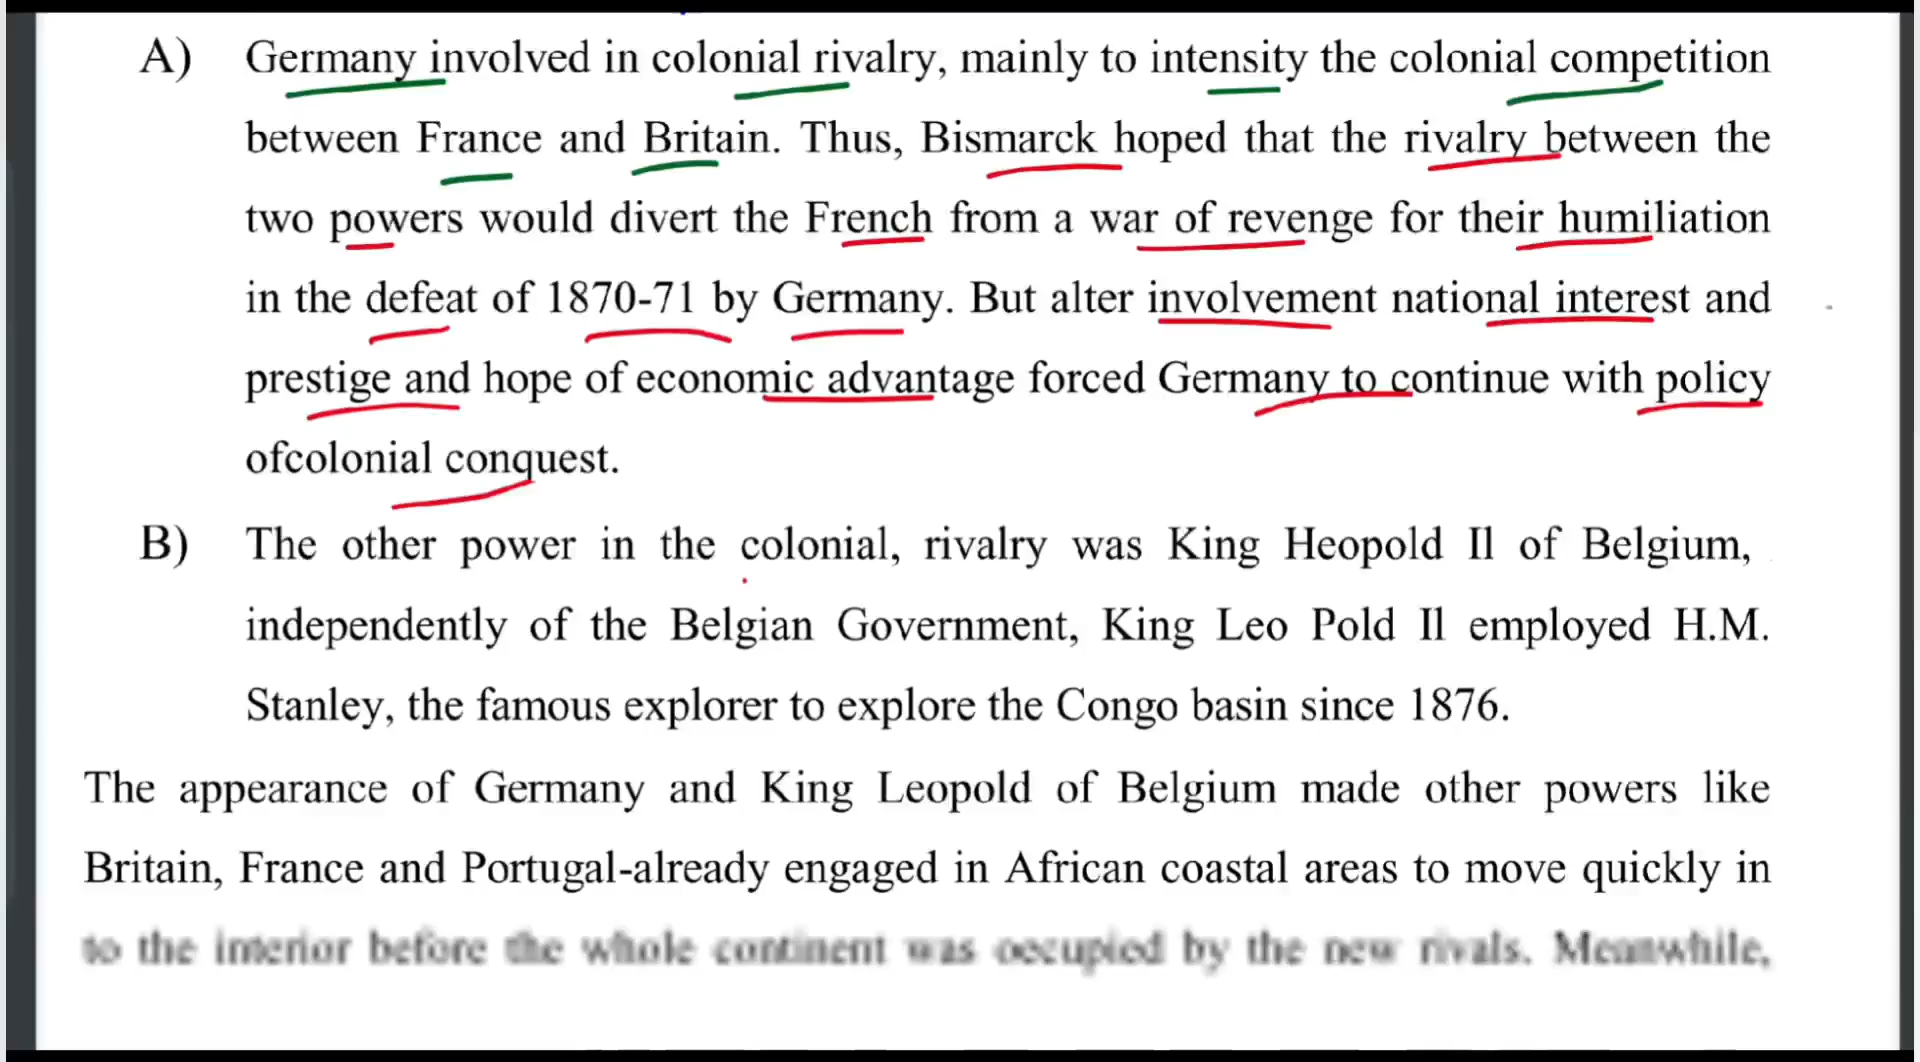 A) Germany involved in colonial rivalry, mainly to intensity the colonial competition
between France and Britain. Thus, Bismarck hoped that the rivalry between the
two powers would divert the French from a war of revenge for their humiliation
in the defeat of 1870-71 by Germany. But alter involvement national interest and
prestige and hope of economic advantage forced Germany to continue with policy
ofcolonial conquest.
B) The other power in the colonial, rivalry was King Heopold Il of Belgium,
independently of the Belgian Government, King Leo Pold Il employed H.M.
Stanley, the famous explorer to explore the Congo basin since 1876.
The appearance of Germany and King Leopold of Belgium made other powers like
Britain, France and Portugal-already engaged in African coastal areas to move quickly in
to the interior before the whole continent was occupied by the new rivals. Meanwhile,